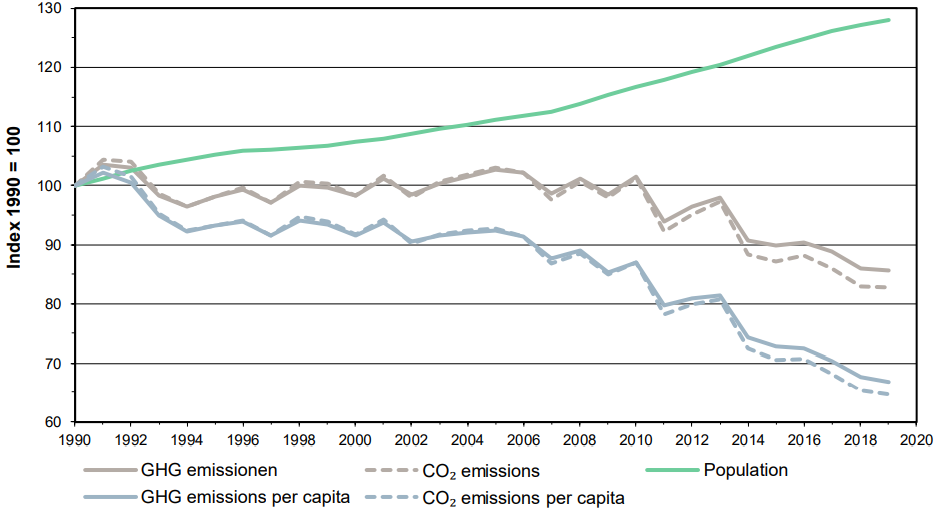 Index 1990 = 100
130
120
110
100
90
80
70
60
1990 1992 1994 1996 1998 2000 2002 2004 2006 2008 2010 2012 2014 2016 2018 2020
GHG emissionen CO₂ emissions Population
GHG emissions per capita CO₂ emissions per capita